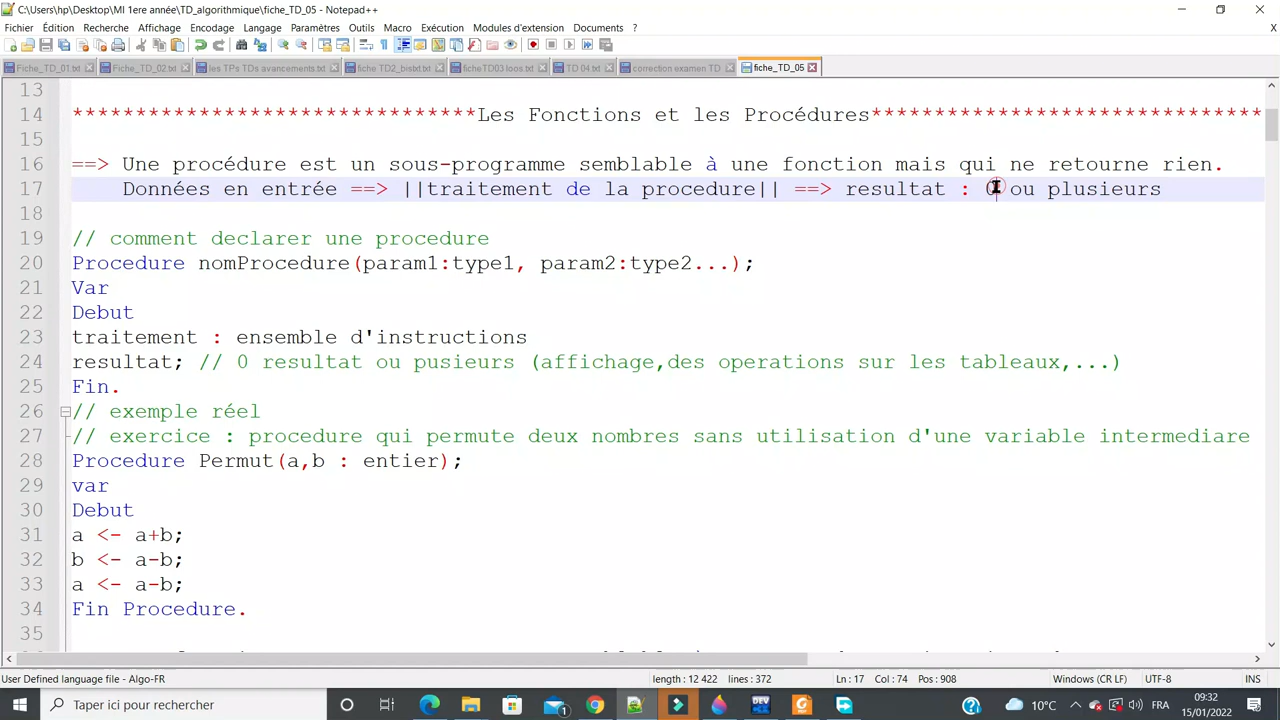 C:\Users\hp\Desktop\MI 1ere année\TD_algorithmique\fiche_TD_05 - Notepad++
Fichier Édition Recherche Affichage Encodage Langage Paramètres Outils Macro Exécution Modules d'extension Documents ?
X
Fiche_TD_01.txt Fiche_TD_02.txt les TPs TDs avancements.txt fiche TD2_bistxt.txt ficheTD03 loos.txt TD 04.txt correction examen TD fiche_TD_05
13
14 ********************************Les Fonctions et les Procédures*******************************
15
16 ==> Une procédure est un sous-programme semblable à une fonction mais qui ne retourne rien.
17 Données en entrée ==> ||traitement de la procedure|| ==> resultat : 0 ou plusieurs
18
19 // comment declarer une procedure
20 Procedure nomProcedure(param1:type1, param2:type2...);
21 Var
22 Debut
23 traitement : ensemble d'instructions
24 resultat; // 0 resultat ou pusieurs (affichage,des operations sur les tableaux,...)
25 Fin.
26 // exemple réel
27 // exercice : procedure qui permute deux nombres sans utilisation d'une variable intermediare
28 Procedure Permut(a,b : entier);
29 var
30 Debut
31 a <- a+b;
32 b <- a-b;
33 a <- a-b;
34 Fin Procedure.
35
User Defined language file - Algo-FR length : 12 422 lines : 372 Ln : 17 Col : 74 Pos : 908 Windows (CR LF) UTF-8 INS
Taper ici pour rechercher 1 DEV 10°C FRA 09:32
15/01/2022